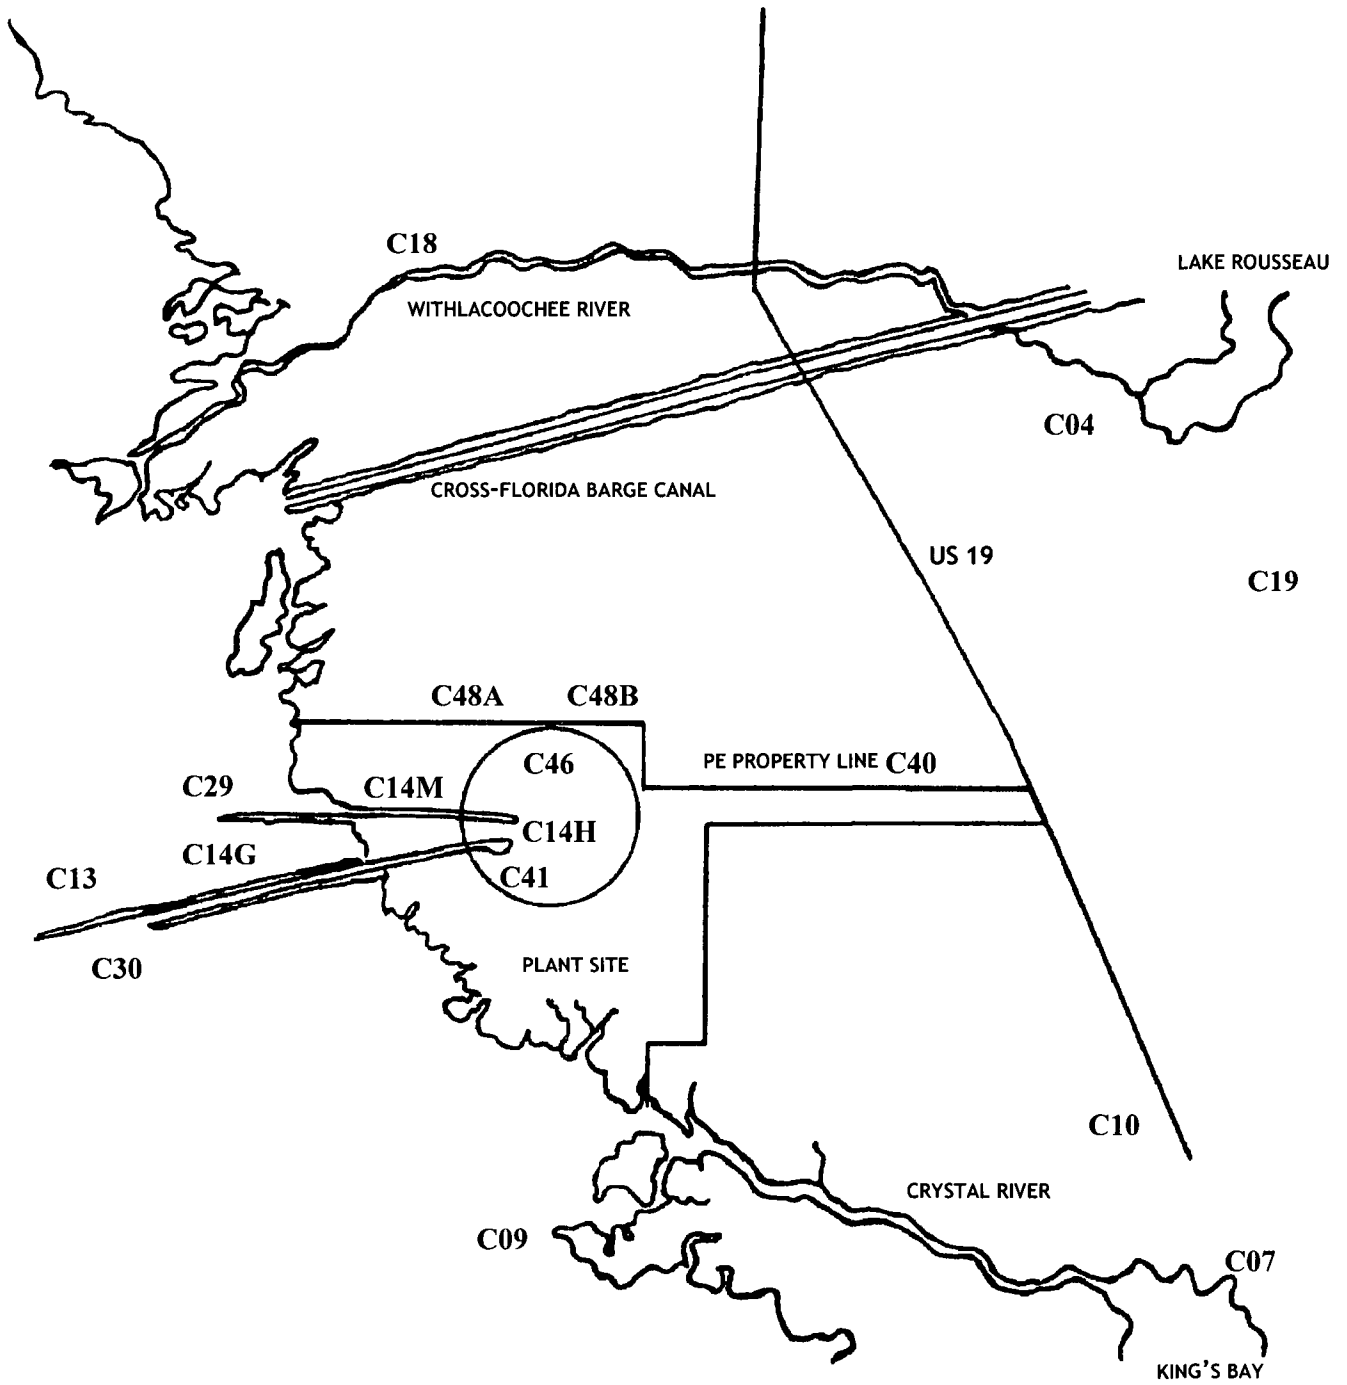 C18
LAKE ROUSSEAU
WITHLACOOCHEE RIVER
C04
CROSS-FLORIDA BARGE CANAL
US 19
C19
C48A
C48B
C46
PE PROPERTY LINE C40
C29
C14M
C14H
C14G
C13
C41
C30
PLANT SITE
C10
CRYSTAL RIVER
C09
C07
KING'S BAY